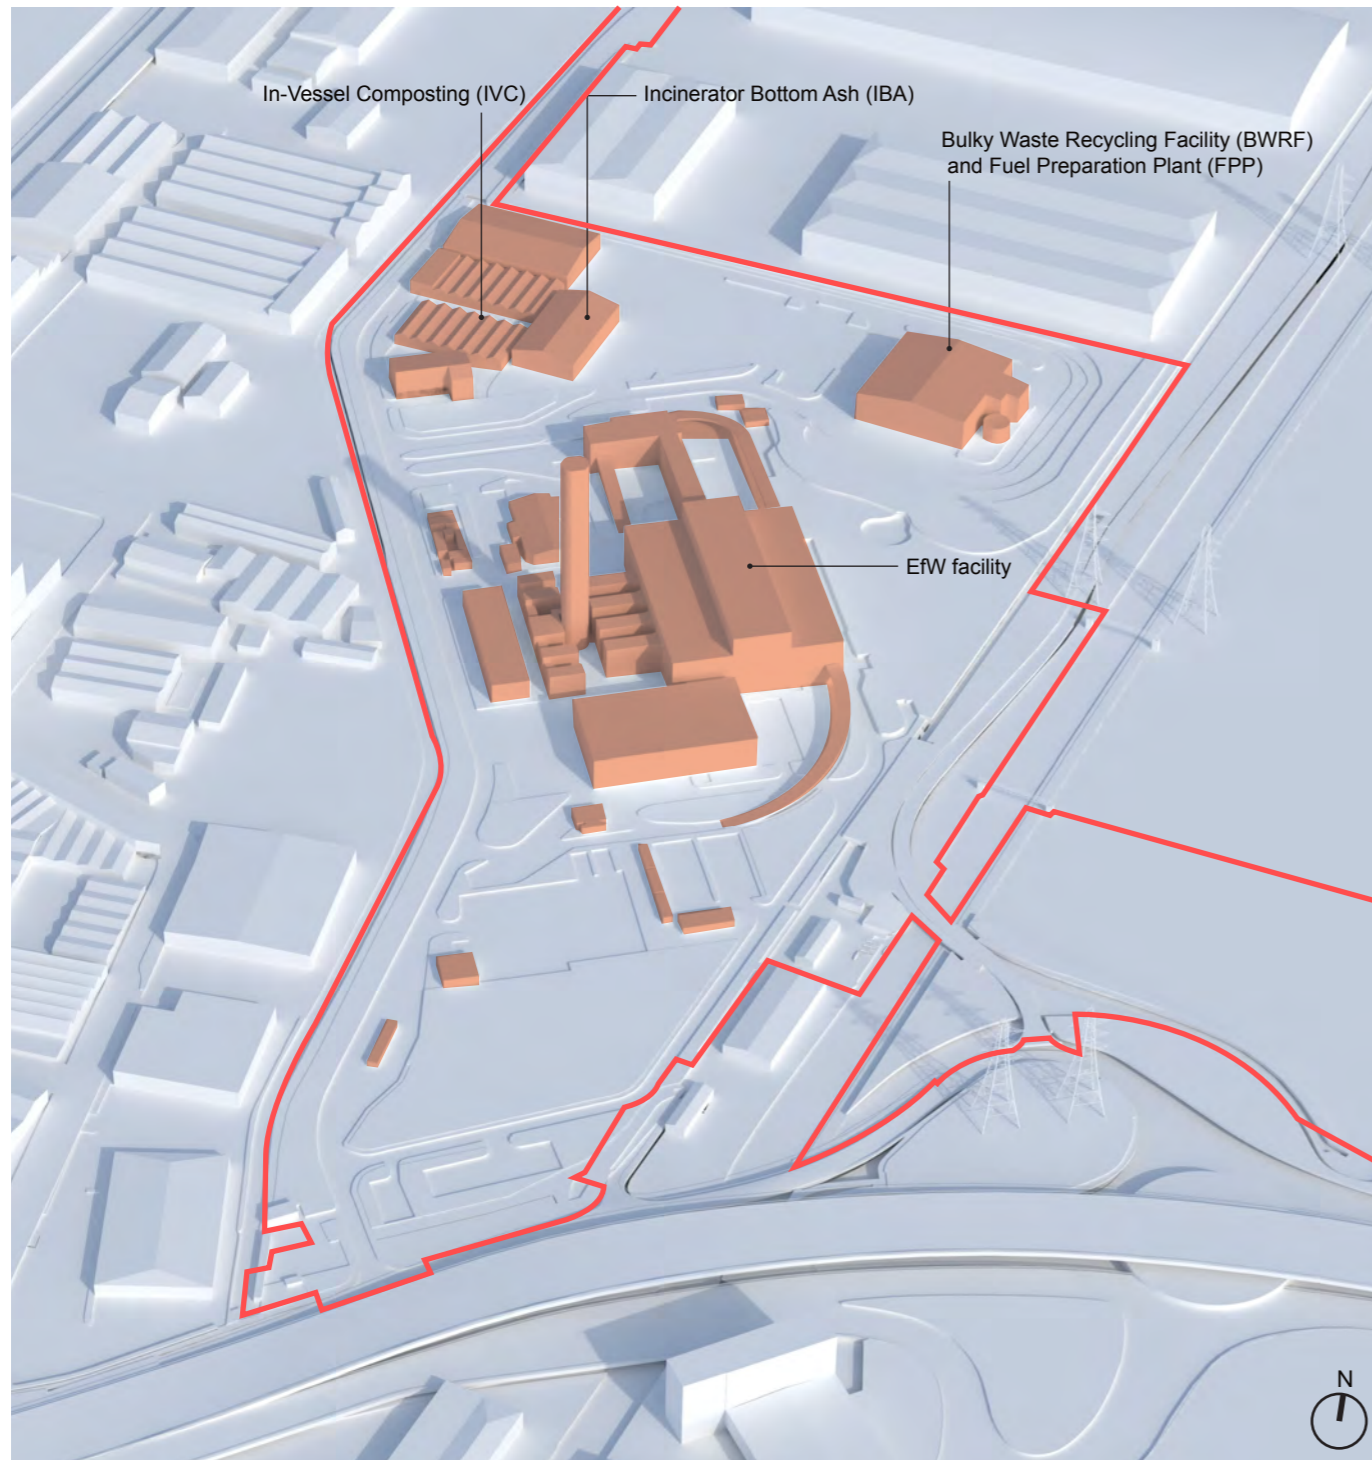 In-Vessel Composting (IVC)
Incinerator Bottom Ash (IBA)
Bulky Waste Recycling Facility (BWRF)
and Fuel Preparation Plant (FPP)
EfW facility
N